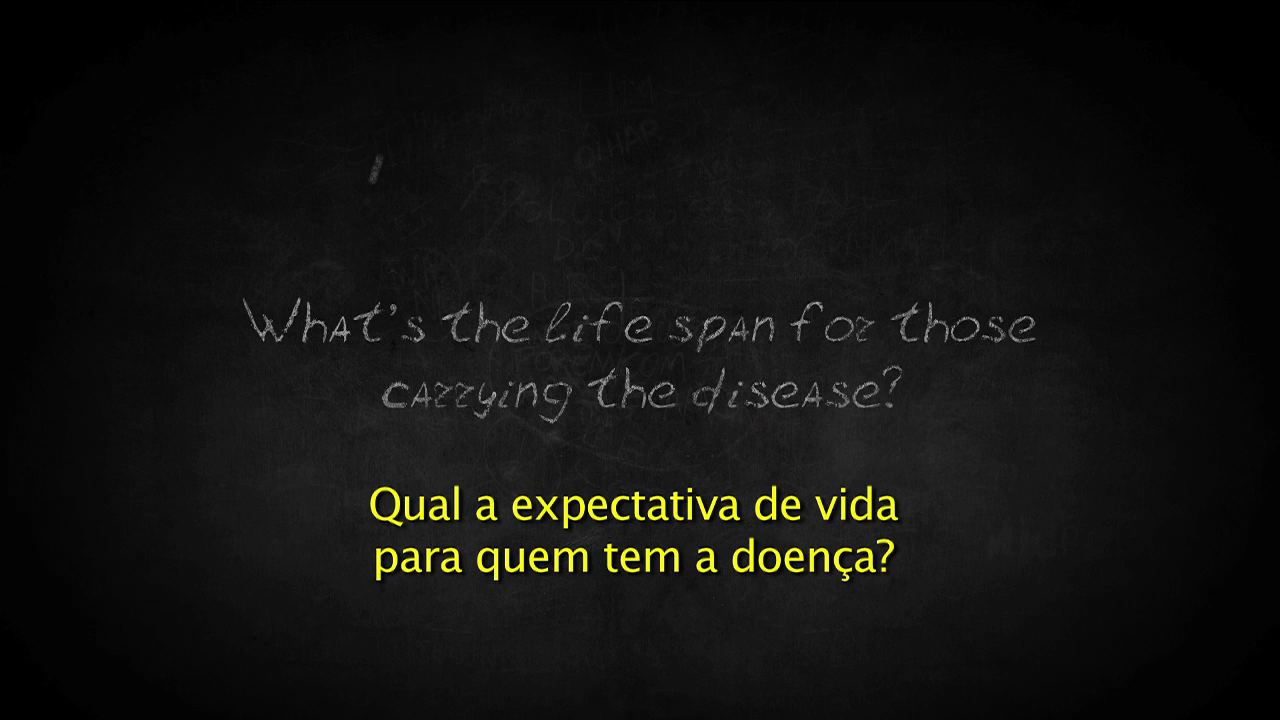 What's the life span for those
carrying the disease?
Qual a expectativa de vida
para quem tem a doença?